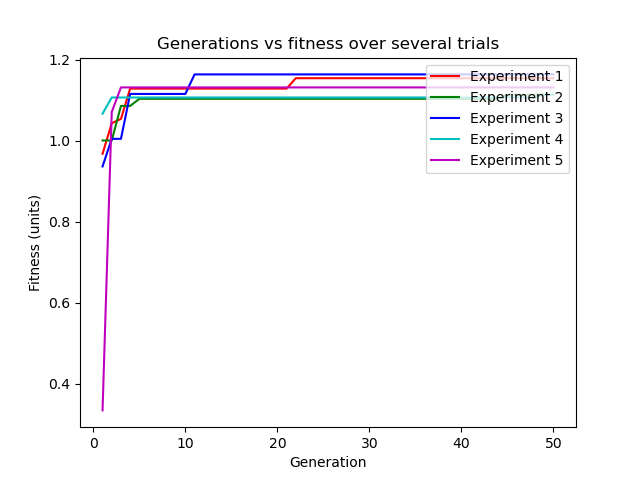 Generations vs fitness over several trials
1.2
1.0
0.8
0.6
0.4
Fitness (units)
Experiment 1
Experiment 2
Experiment 3
Experiment 4
Experiment 5
0 10 20 30 40 50
Generation